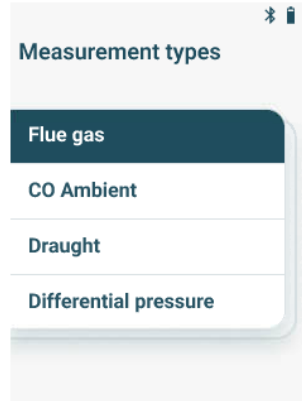 Measurement types
Flue gas
CO Ambient
Draught
Differential pressure